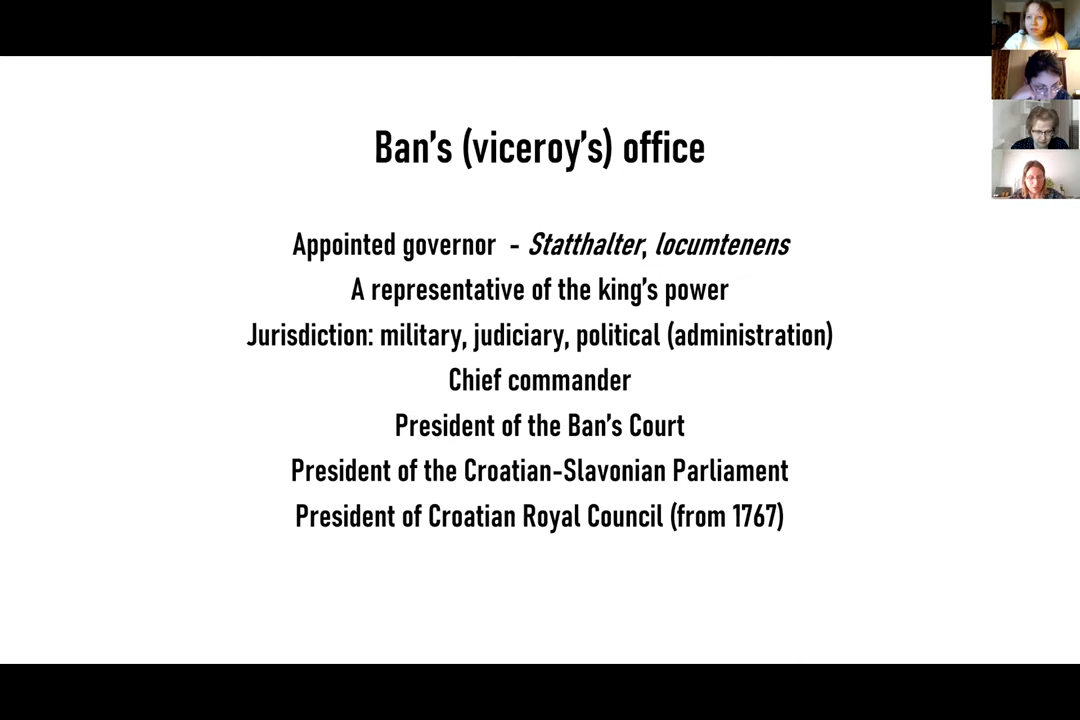 Ban’s (viceroy’s) office
Appointed governor - Statthalter, locumtenens
A representative of the king’s power
Jurisdiction: military, judiciary, political (administration)
Chief commander
President of the Ban’s Court
President of the Croatian-Slavonian Parliament
President of Croatian Royal Council (from 1767)